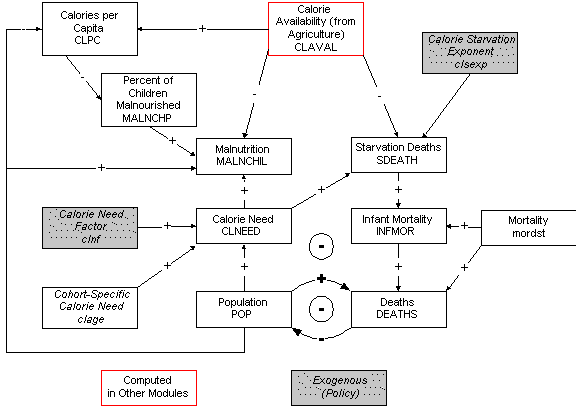 Calories per
Capita
CLPC
Calorie
Availability (from
Agriculture)
CLAVAL
Calorie Starvation
Exponent
clsexp
+
-
-
-
+
Percent of
Children
Malnourished
MALNCHP
+
Malnutrition
MALNCHIL
Starvation Deaths
SDEATH
+
+
+
+
Calorie Need
Factor
clnf
+
Calorie Need
CLNEED
Infant Mortality
INFMOR
+
Mortality
mordst
-
+
+
+
+
Cohort-Specific
Calorie Need
clage
Population
POP
+
-
-
Deaths
DEATHS
Computed
in Other Modules
Exogenous
(Policy)